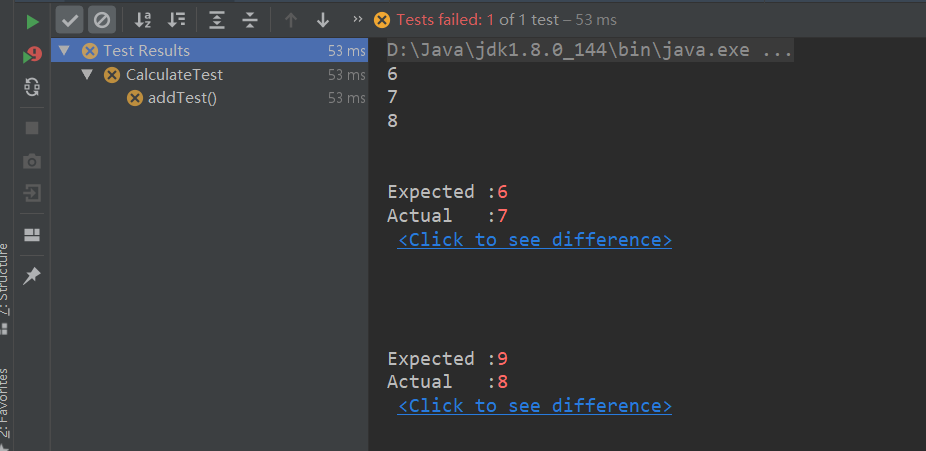 Tests failed: 1 of 1 test – 53 ms
Test Results 53 ms
CalculateTest 53 ms
addTest() 53 ms
D:\Java\jdk1.8.0_144\bin\java.exe ...
6
7
8
Expected :6
Actual   :7
<Click to see difference>
Expected :9
Actual   :8
<Click to see difference>
7: Structure
2: Favorites